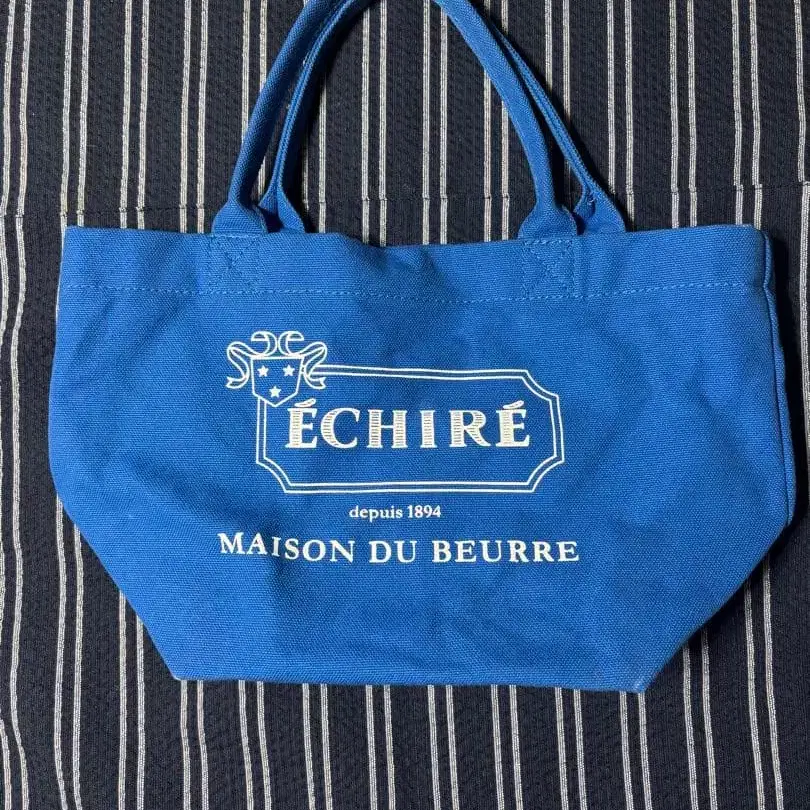 ÉCHIRÉ
depuis 1894
MAISON DU BEURRE